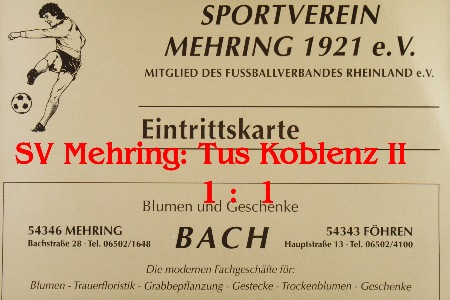 SPORTVEREIN
MEHRING 1921 e.V.
MITGLIED DES FUSSBALLVERBANDES RHEINLAND e.V.
Eintrittskarte
SV Mehring: Tus Koblenz II
1 : 1
Blumen und Geschenke
54346 MEHRING
Bachstraße 28 · Tel. 06502/1648
BACH
54343 FÖHREN
Hauptstraße 13 · Tel. 06502/4100
Die modernen Fachgeschäfte für:
Blumen - Trauerfloristik - Grabbepflanzung - Gestecke - Trockenblumen - Geschenke